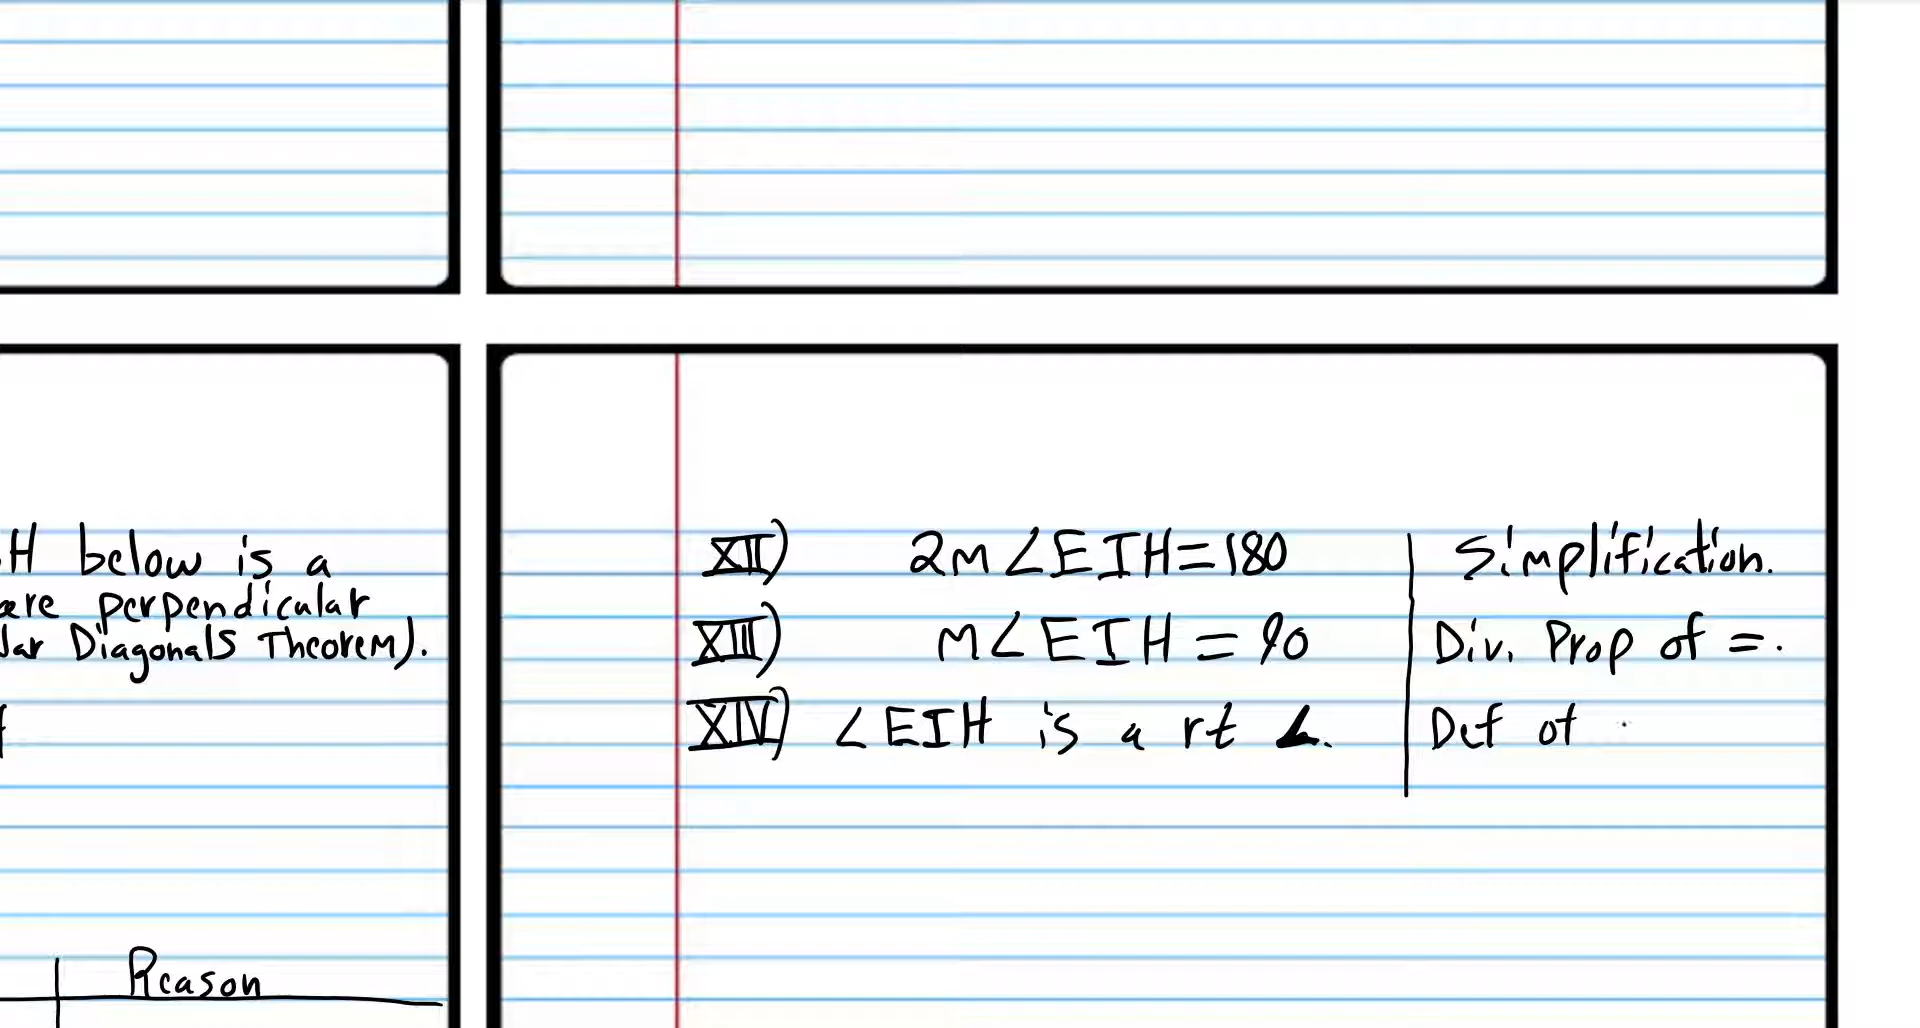 H below is a
are perpendicular
lar Diagonals Theorem).
Reason
XII) 2m∠EIH=180 | Simplification.
XIII) m∠EIH = 90 | Div. Prop of =.
XIV) ∠EIH is a rt ∠. | Def of